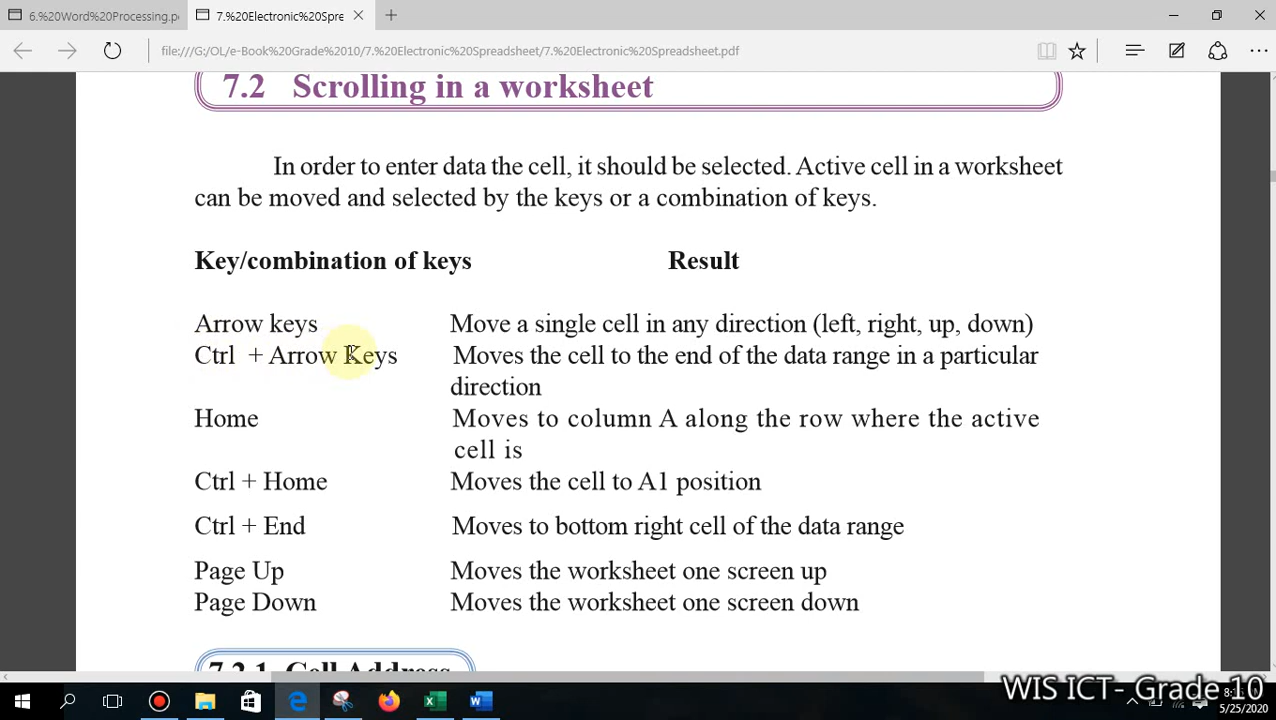 6.%20Word%20Processing.p
7.%20Electronic%20Spre
file:///G:/OL/e-Book%20Grade%2010/7.%20Electronic%20Spreadsheet/7.%20Electronic%20Spreadsheet.pdf
7.2 Scrolling in a worksheet
In order to enter data the cell, it should be selected. Active cell in a worksheet
can be moved and selected by the keys or a combination of keys.
Key/combination of keys Result
Arrow keys Move a single cell in any direction (left, right, up, down)
Ctrl + Arrow Keys Moves the cell to the end of the data range in a particular
direction
Home Moves to column A along the row where the active
cell is
Ctrl + Home Moves the cell to A1 position
Ctrl + End Moves to bottom right cell of the data range
Page Up Moves the worksheet one screen up
Page Down Moves the worksheet one screen down
7.2.1 Cell Address
WIS ICT- Grade 10
5/25/2020